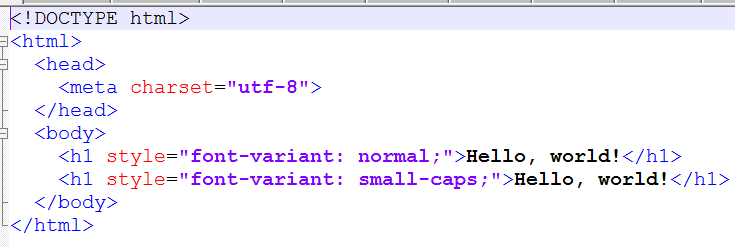 <!DOCTYPE html>
<html>
<head>
<meta charset="utf-8">
</head>
<body>
<h1 style="font-variant: normal;">Hello, world!</h1>
<h1 style="font-variant: small-caps;">Hello, world!</h1>
</body>
</html>